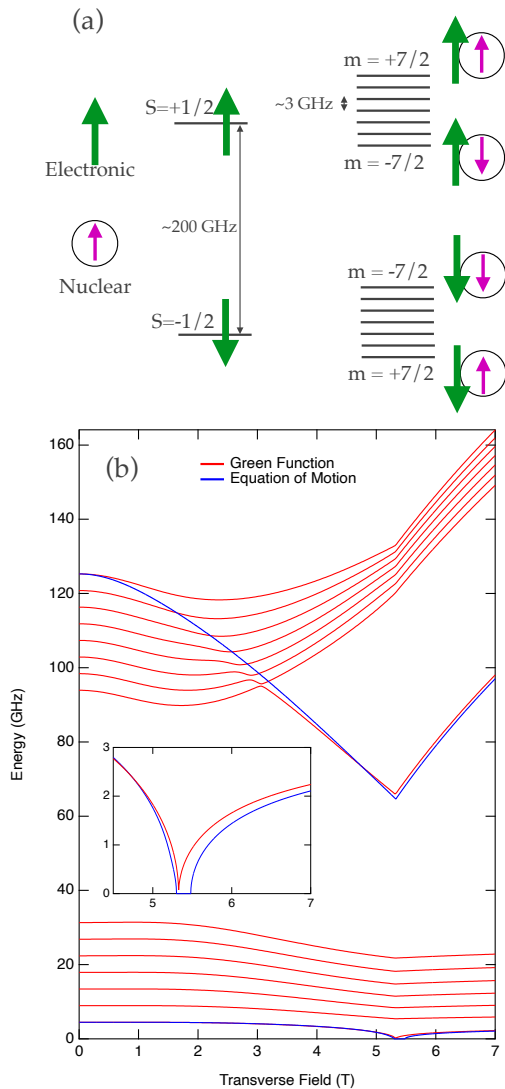 (a)
m = +7/2
S=+1/2
~3 GHz
Electronic
m = -7/2
~200 GHz
Nuclear
m = -7/2
S=-1/2
m = +7/2
160
(b)
Green Function
Equation of Motion
140
120
100
80
60
40
20
0
Energy (GHz)
3
2
1
0
5
6
7
0
1
2
3
4
5
6
7
Transverse Field (T)